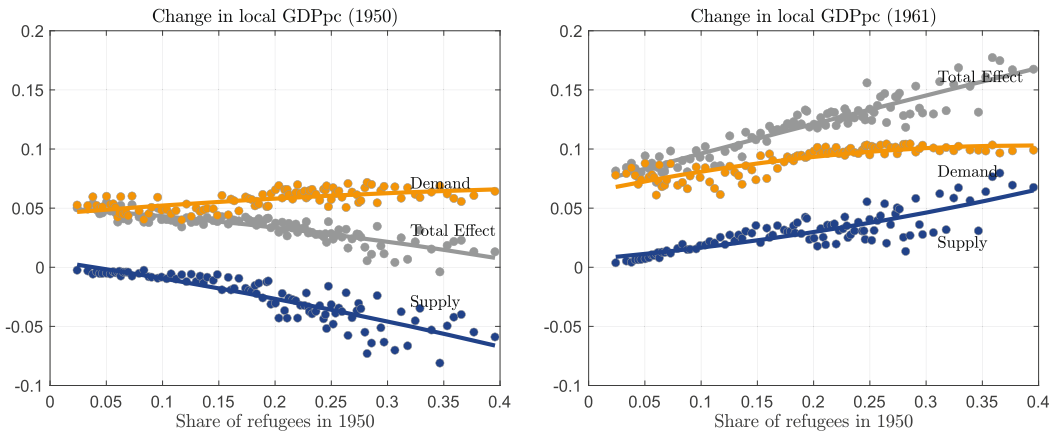 Change in local GDPpc (1950)
0.2
0.15
0.1
0.05
0
-0.05
-0.1
Demand
Total Effect
Supply
0 0.05 0.1 0.15 0.2 0.25 0.3 0.35 0.4
Share of refugees in 1950
Change in local GDPpc (1961)
0.2
0.15
0.1
0.05
0
-0.05
-0.1
Total Effect
Demand
Supply
0 0.05 0.1 0.15 0.2 0.25 0.3 0.35 0.4
Share of refugees in 1950